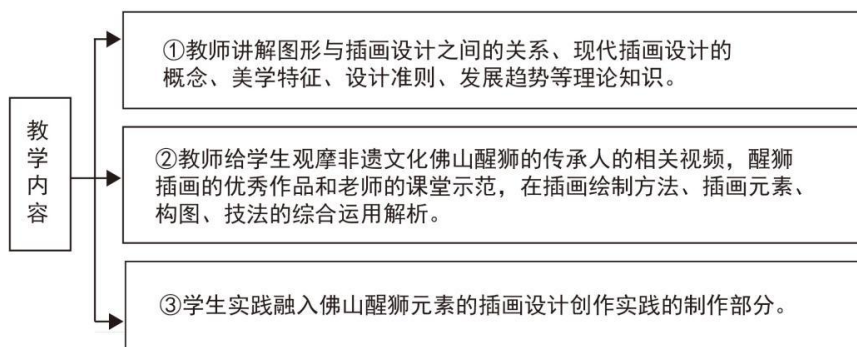 教学内容
①教师讲解图形与插画设计之间的关系、现代插画设计的
概念、美学特征、设计准则、发展趋势等理论知识。
②教师给学生观摩非遗文化佛山醒狮的传承人的相关视频，醒狮
插画的优秀作品和老师的课堂示范，在插画绘制方法、插画元素、
构图、技法的综合运用解析。
③学生实践融入佛山醒狮元素的插画设计创作实践的制作部分。